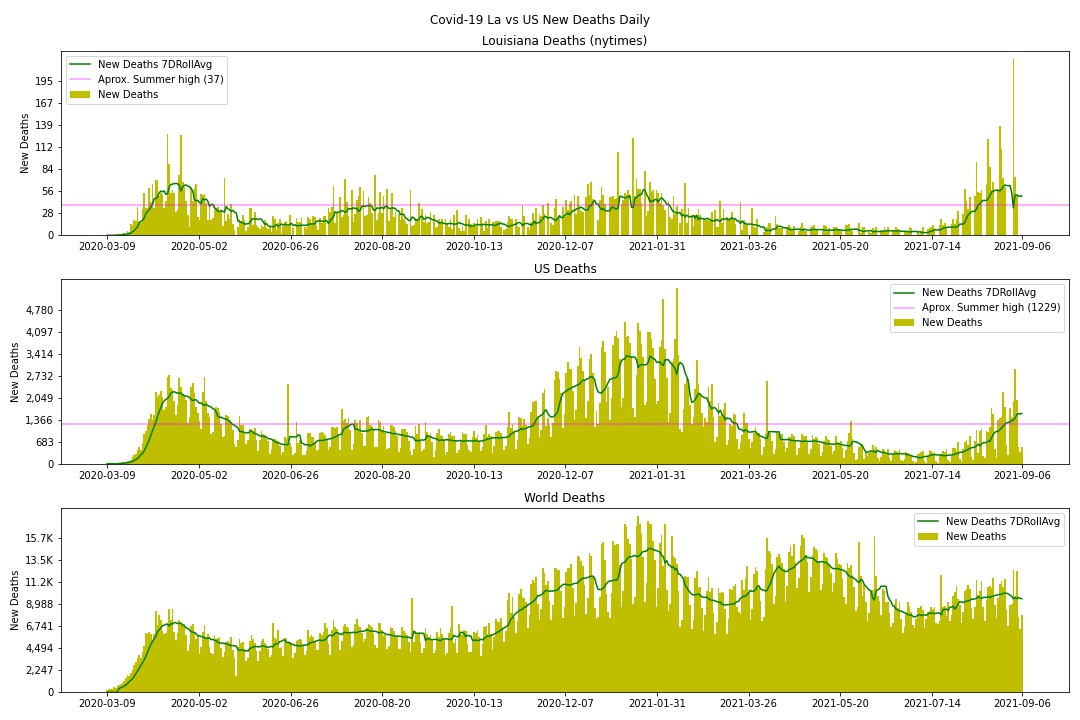 Covid-19 La vs US New Deaths Daily
Louisiana Deaths (nytimes)
New Deaths 7DRollAvg
Aprox. Summer high (37)
New Deaths
New Deaths
195
167
139
112
84
56
28
0
2020-03-09 2020-05-02 2020-06-26 2020-08-20 2020-10-13 2020-12-07 2021-01-31 2021-03-26 2021-05-20 2021-07-14 2021-09-06
US Deaths
New Deaths 7DRollAvg
Aprox. Summer high (1229)
New Deaths
New Deaths
4,780
4,097
3,414
2,732
2,049
1,366
683
0
2020-03-09 2020-05-02 2020-06-26 2020-08-20 2020-10-13 2020-12-07 2021-01-31 2021-03-26 2021-05-20 2021-07-14 2021-09-06
World Deaths
New Deaths 7DRollAvg
New Deaths
New Deaths
15.7K
13.5K
11.2K
8,988
6,741
4,494
2,247
0
2020-03-09 2020-05-02 2020-06-26 2020-08-20 2020-10-13 2020-12-07 2021-01-31 2021-03-26 2021-05-20 2021-07-14 2021-09-06